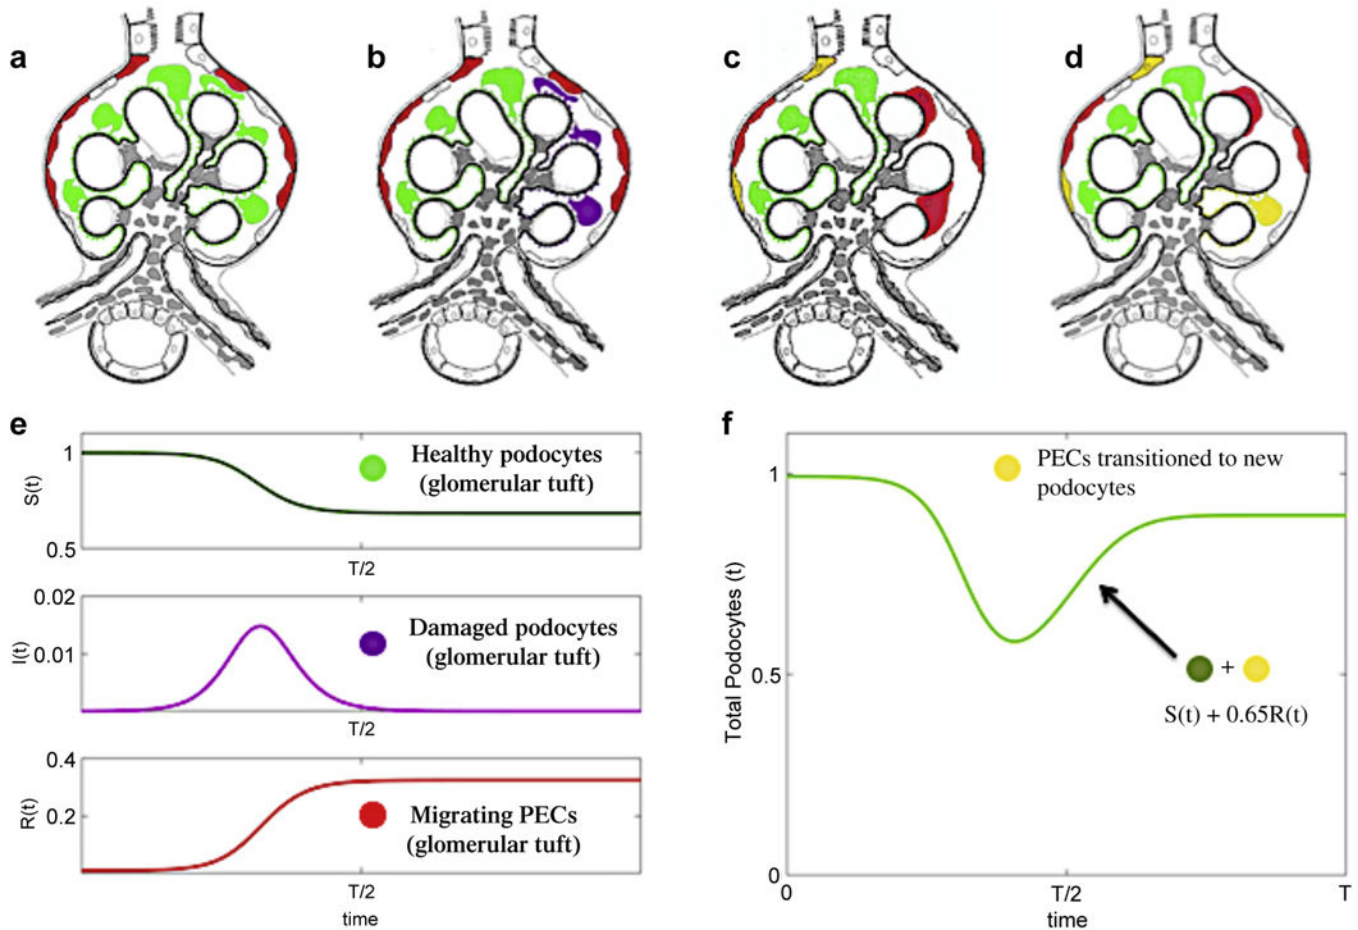 a
b
c
d
e
1
0.5
S(t)
Healthy podocytes
(glomerular tuft)
T/2
0.02
0.01
I(t)
Damaged podocytes
(glomerular tuft)
T/2
0.4
0.2
R(t)
Migrating PECs
(glomerular tuft)
T/2
time
f
1
0.5
0
Total Podocytes (t)
PECs transitioned to new
podocytes
+
S(t) + 0.65R(t)
0
T/2
T
time